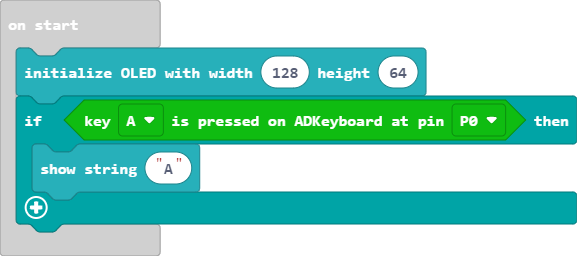 on start
initialize OLED with width 128 height 64
if key A is pressed on ADKeyboard at pin P0 then
show string "A"